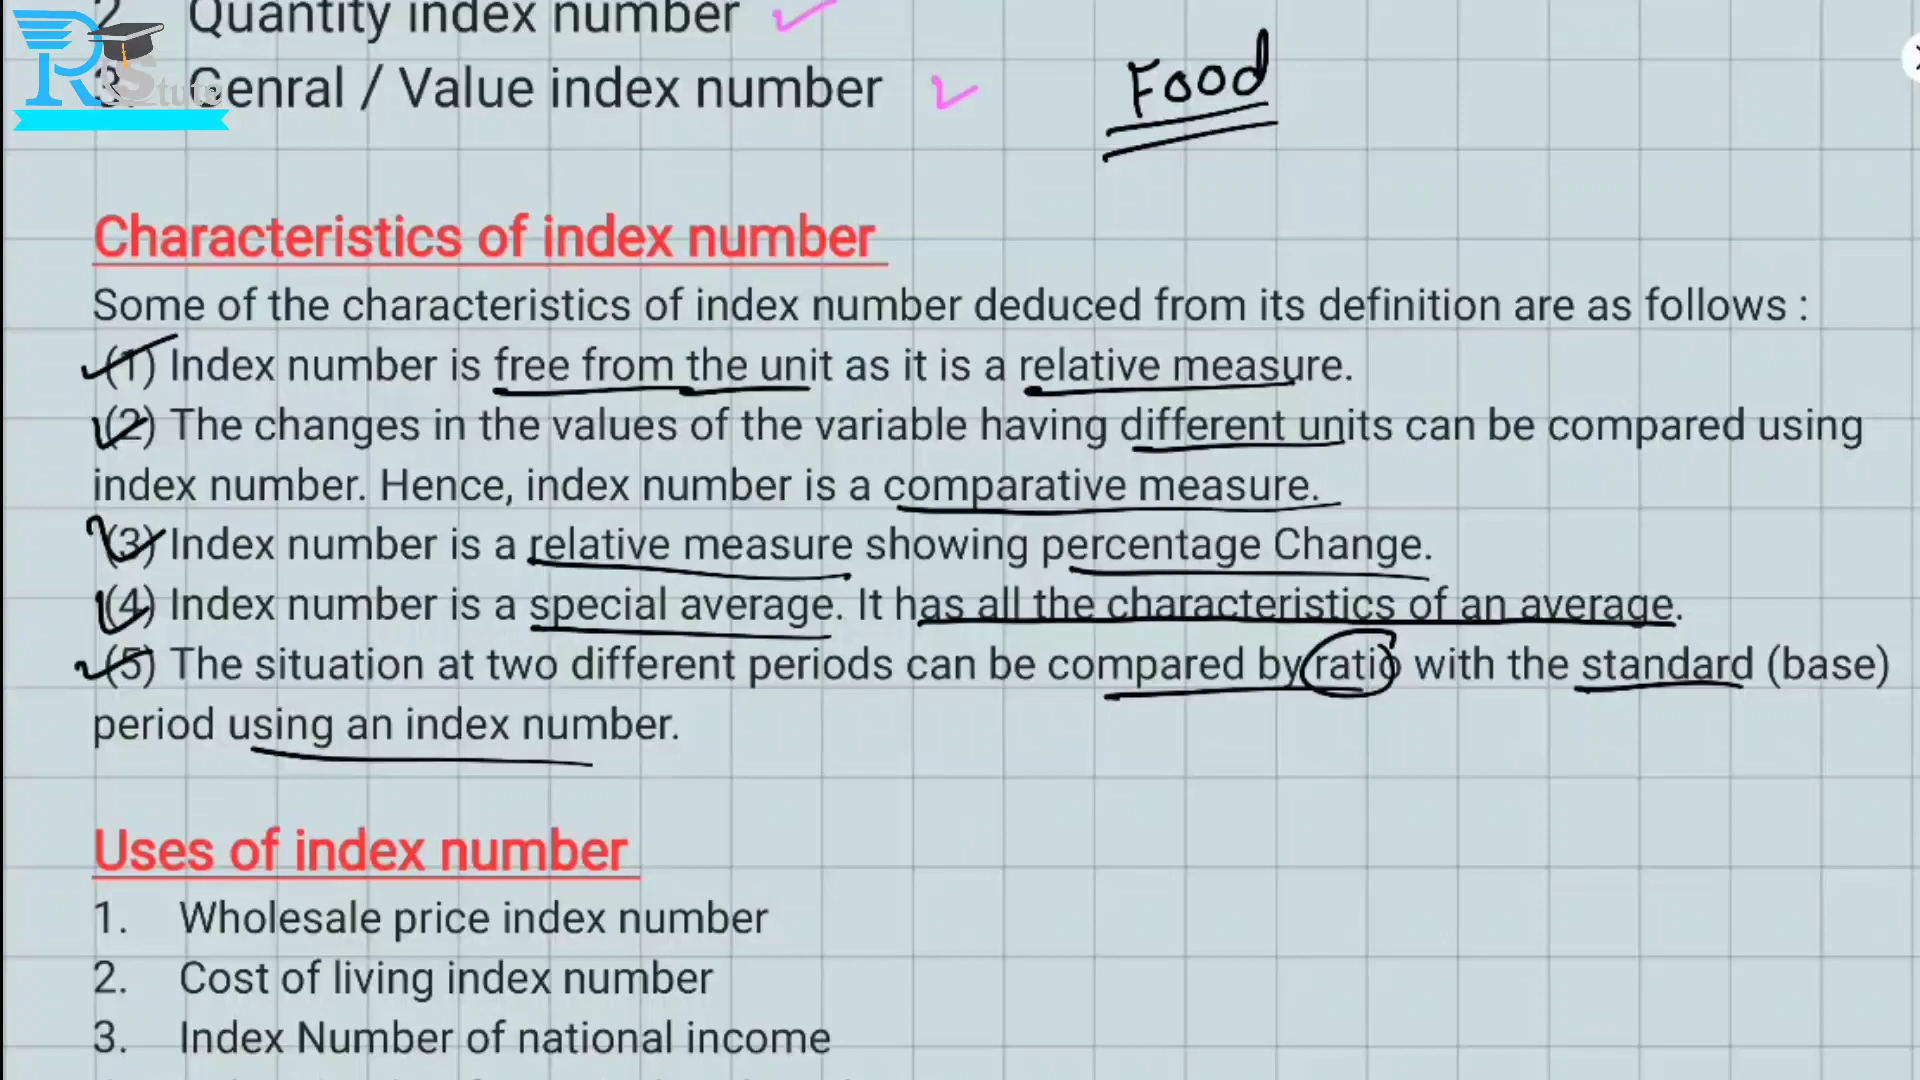 2. Quantity index number
3. Genral / Value index number
Food
Characteristics of index number
Some of the characteristics of index number deduced from its definition are as follows :
(1) Index number is free from the unit as it is a relative measure.
(2) The changes in the values of the variable having different units can be compared using
index number. Hence, index number is a comparative measure.
(3) Index number is a relative measure showing percentage Change.
(4) Index number is a special average. It has all the characteristics of an average.
(5) The situation at two different periods can be compared by ratio with the standard (base)
period using an index number.
Uses of index number
1. Wholesale price index number
2. Cost of living index number
3. Index Number of national income